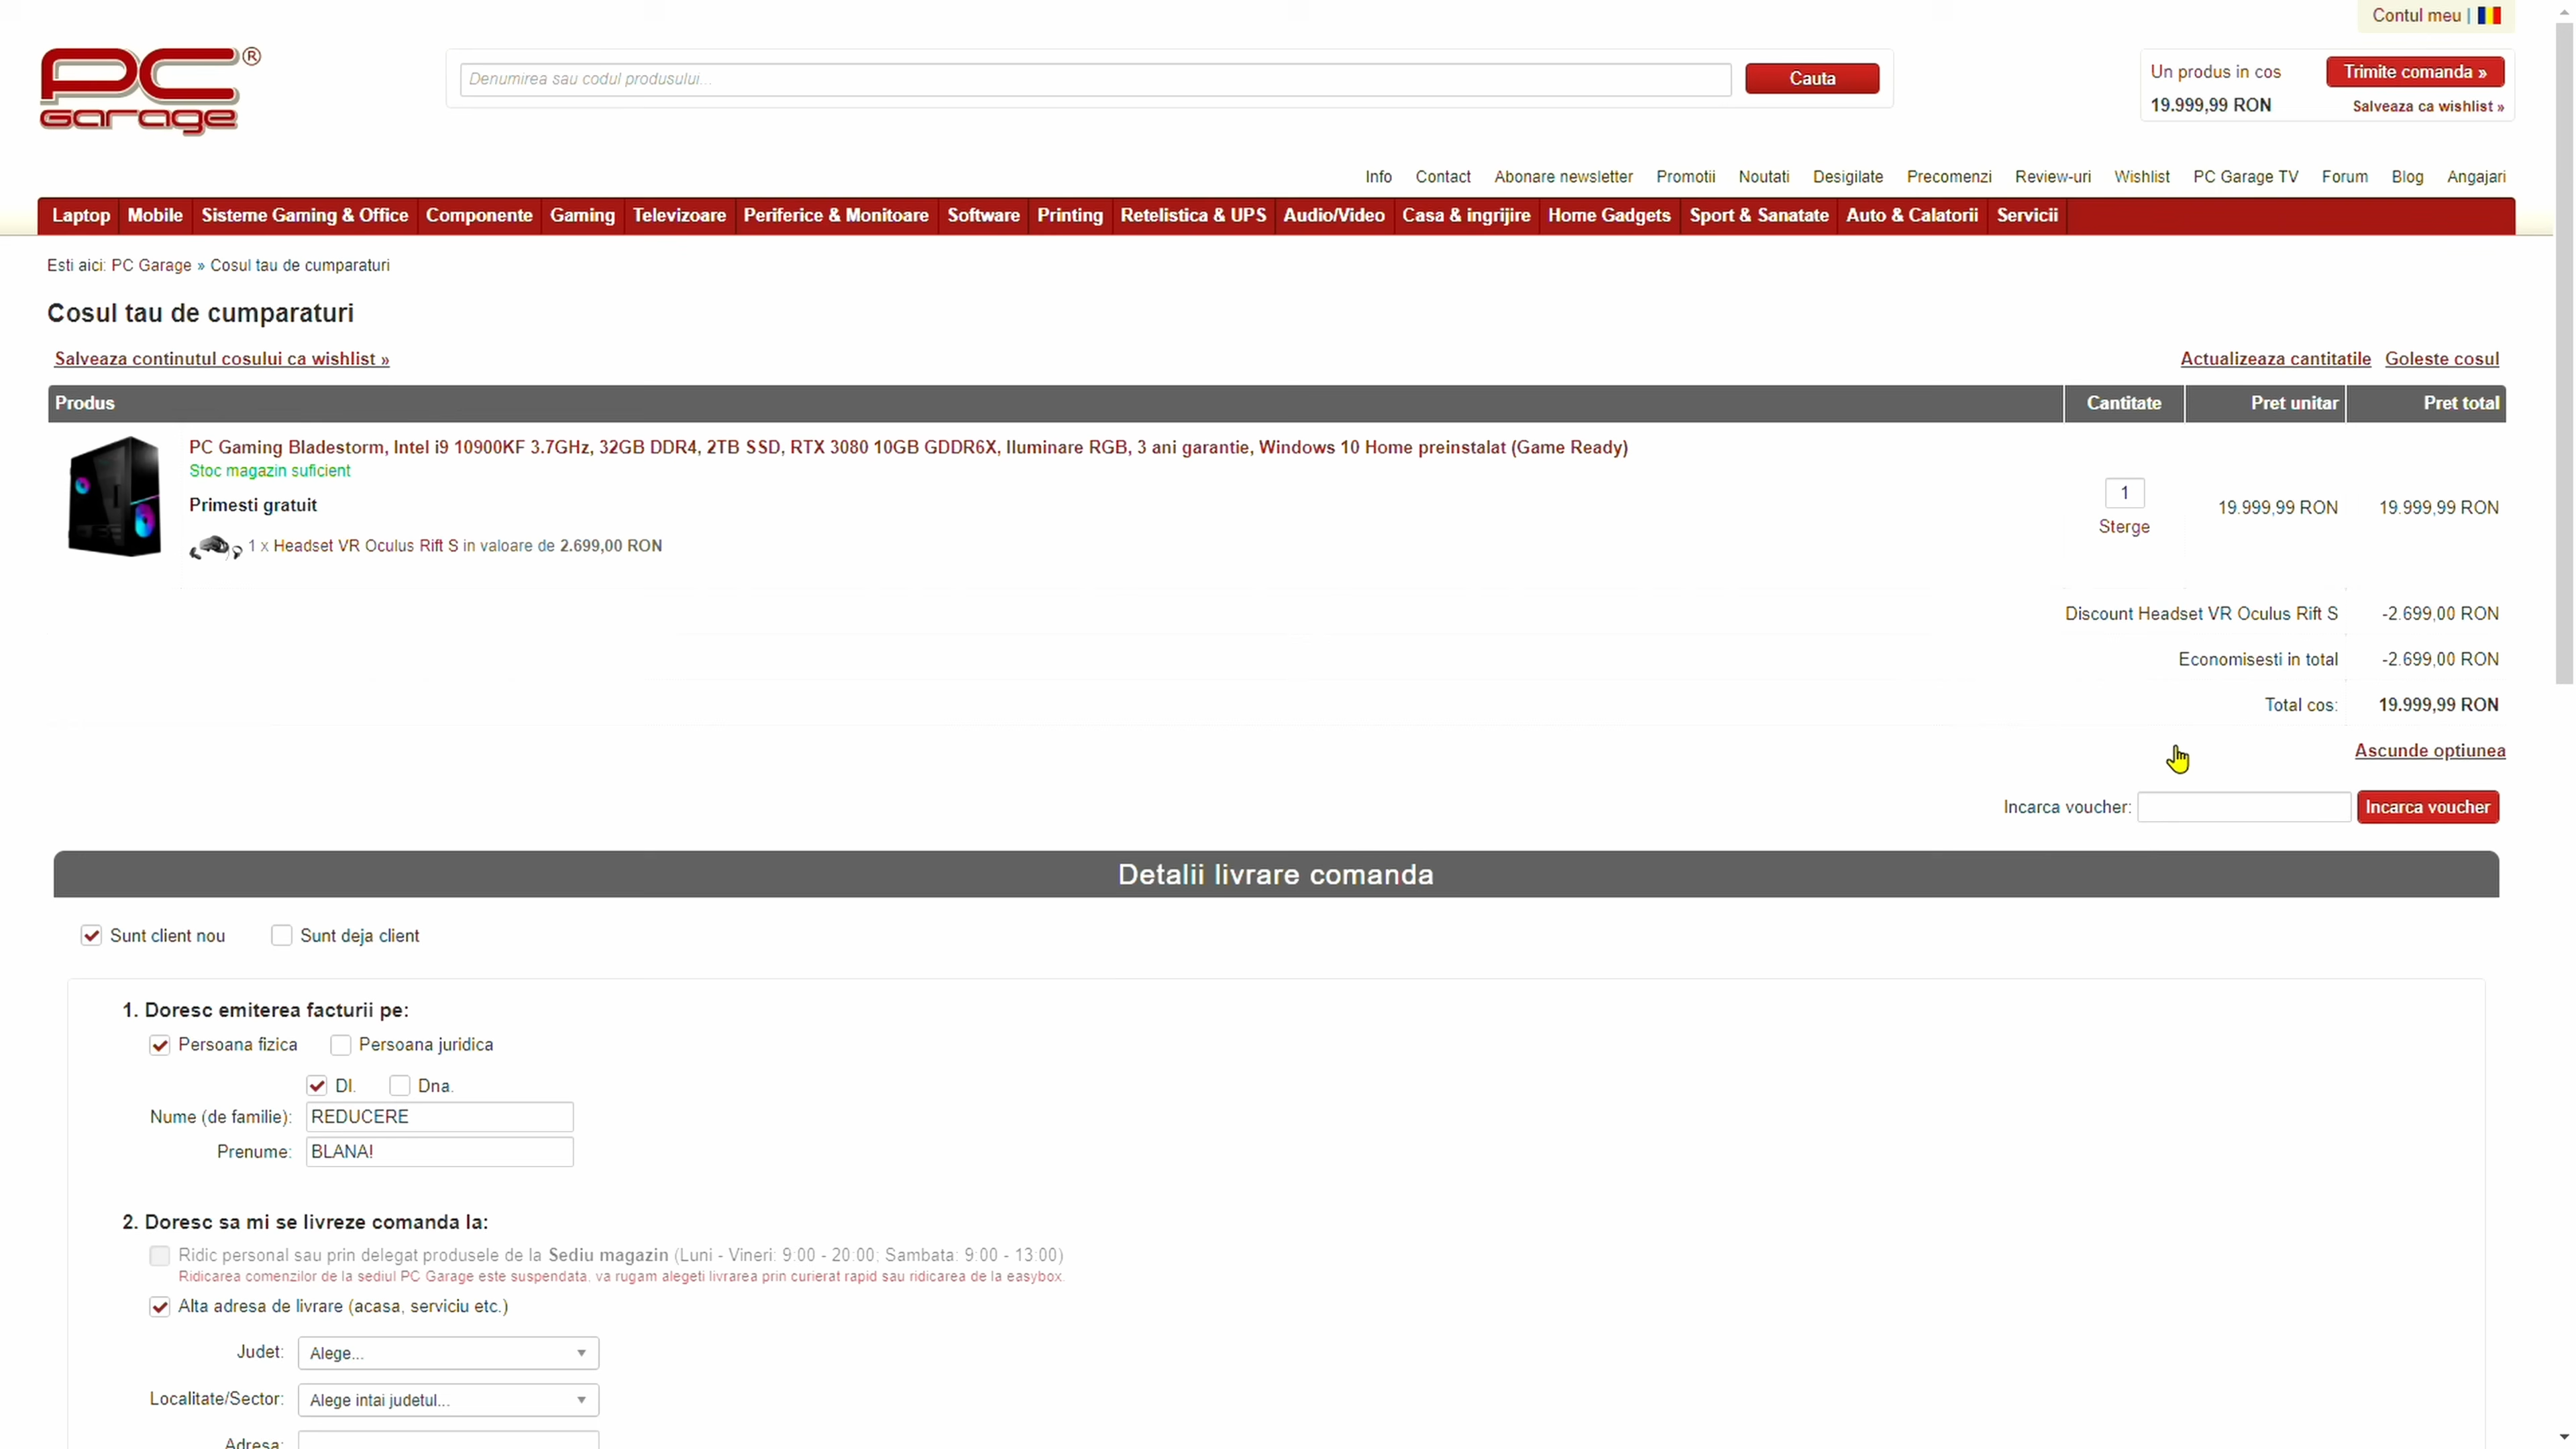 Contul meu |
PC Garage ®
Denumirea sau codul produsului...
Cauta
Un produs in cos
Trimite comanda »
19.999,99 RON
Salveaza ca wishlist »
Info Contact Abonare newsletter Promotii Noutati Desigilate Precomenzi Review-uri Wishlist PC Garage TV Forum Blog Angajari
Laptop Mobile Sisteme Gaming & Office Componente Gaming Televizoare Periferice & Monitoare Software Printing Retelistica & UPS Audio/Video Casa & ingrijire Home Gadgets Sport & Sanatate Auto & Calatorii Servicii
Esti aici: PC Garage » Cosul tau de cumparaturi
Cosul tau de cumparaturi
Salveaza continutul cosului ca wishlist »
Actualizeaza cantitatile Goleste cosul
Produs Cantitate Pret unitar Pret total
PC Gaming Bladestorm, Intel i9 10900KF 3.7GHz, 32GB DDR4, 2TB SSD, RTX 3080 10GB GDDR6X, Iluminare RGB, 3 ani garantie, Windows 10 Home preinstalat (Game Ready)
Stoc magazin suficient
Primesti gratuit
1 x Headset VR Oculus Rift S in valoare de 2.699,00 RON
1
Sterge
19.999,99 RON
19.999,99 RON
Discount Headset VR Oculus Rift S -2.699,00 RON
Economisesti in total -2.699,00 RON
Total cos: 19.999,99 RON
Ascunde optiunea
Incarca voucher: Incarca voucher
Detalii livrare comanda
Sunt client nou Sunt deja client
1. Doresc emiterea facturii pe:
Persoana fizica Persoana juridica
Dl. Dna.
Nume (de familie): REDUCERE
Prenume: BLANA!
2. Doresc sa mi se livreze comanda la:
Ridic personal sau prin delegat produsele de la Sediu magazin (Luni - Vineri: 9:00 - 20:00; Sambata: 9:00 - 13:00)
Ridicarea comenzilor de la sediul PC Garage este suspendata, va rugam alegeti livrarea prin curierat rapid sau ridicarea de la easybox.
Alta adresa de livrare (acasa, serviciu etc.)
Judet: Alege...
Localitate/Sector: Alege intai judetul...
Adresa: